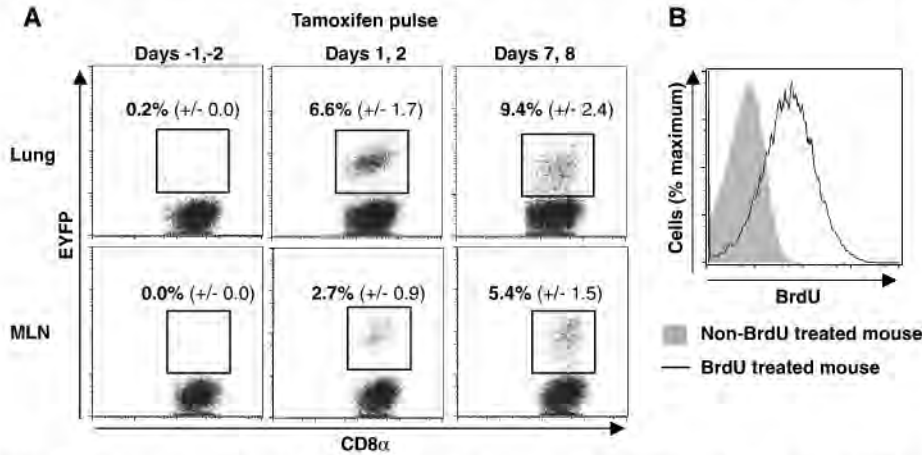 A
B
Tamoxifen pulse
Days -1,-2
Days 1, 2
Days 7, 8
0.2% (+/- 0.0)
6.6% (+/- 1.7)
9.4% (+/- 2.4)
Lung
EYFP
0.0% (+/- 0.0)
2.7% (+/- 0.9)
5.4% (+/- 1.5)
MLN
CD8α
Cells (% maximum)
BrdU
Non-BrdU treated mouse
BrdU treated mouse